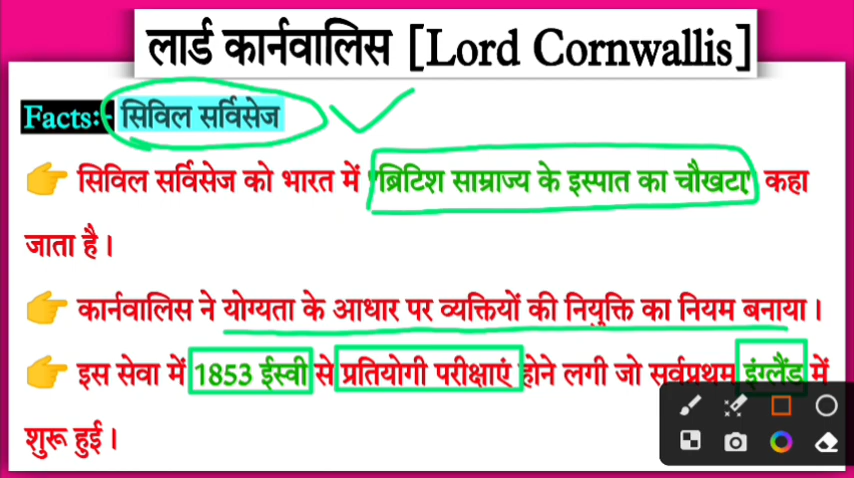 लार्ड कार्नवालिस [Lord Cornwallis]
Facts:- सिविल सर्विसेज
👉 सिविल सर्विसेज को भारत में "ब्रिटिश साम्राज्य के इस्पात का चौखटा" कहा
जाता है।
👉 कार्नवालिस ने योग्यता के आधार पर व्यक्तियों की नियुक्ति का नियम बनाया।
👉 इस सेवा में 1853 ईस्वी से प्रतियोगी परीक्षाएं होने लगी जो सर्वप्रथम इंग्लैंड में
शुरू हुई।